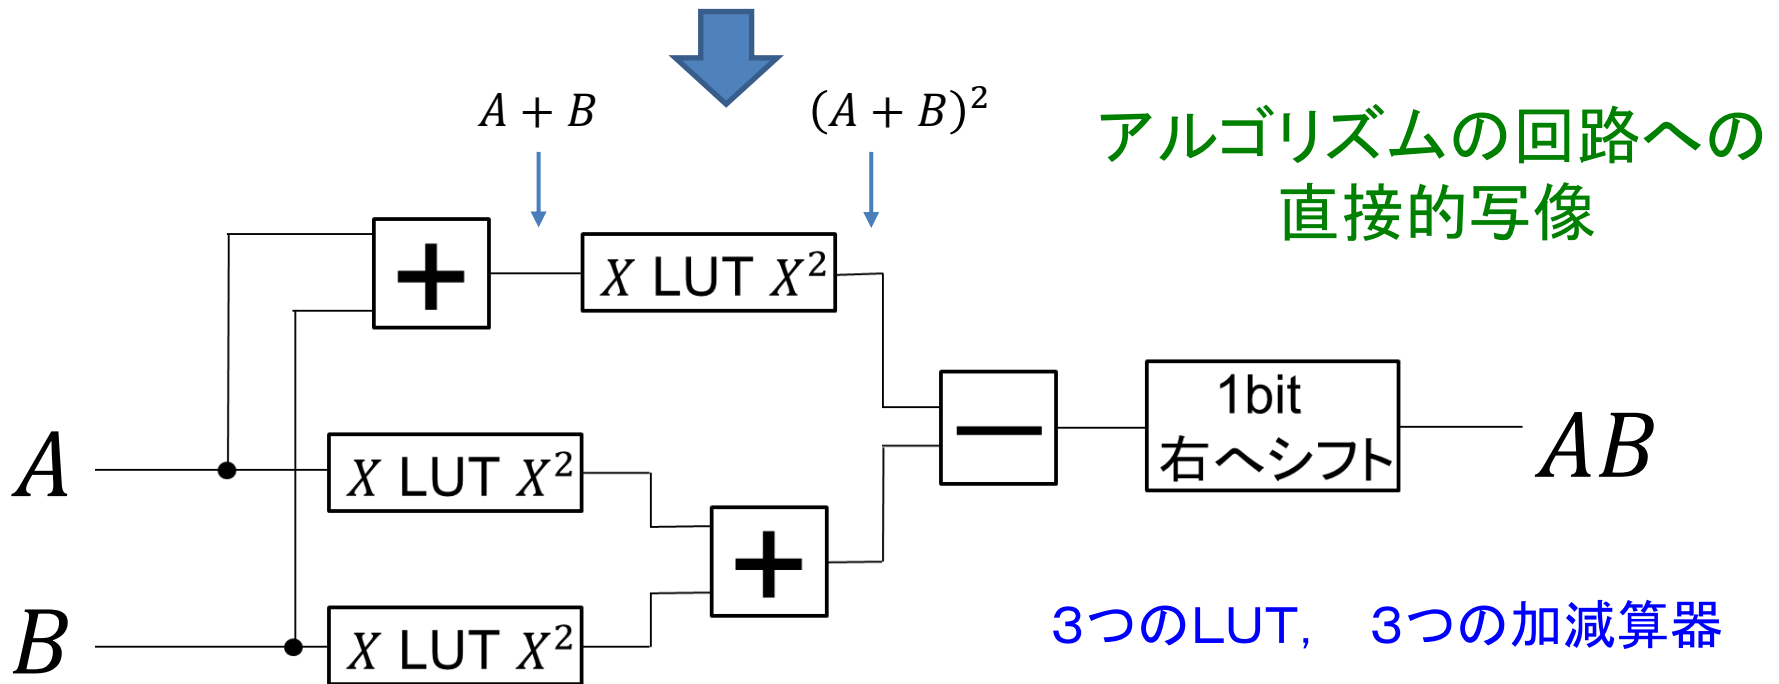 A + B
(A + B)²
アルゴリズムの回路への
直接的写像
+
X LUT X²
A
X LUT X²
−
1bit
右へシフト
AB
+
B
X LUT X²
３つのLUT,　３つの加減算器